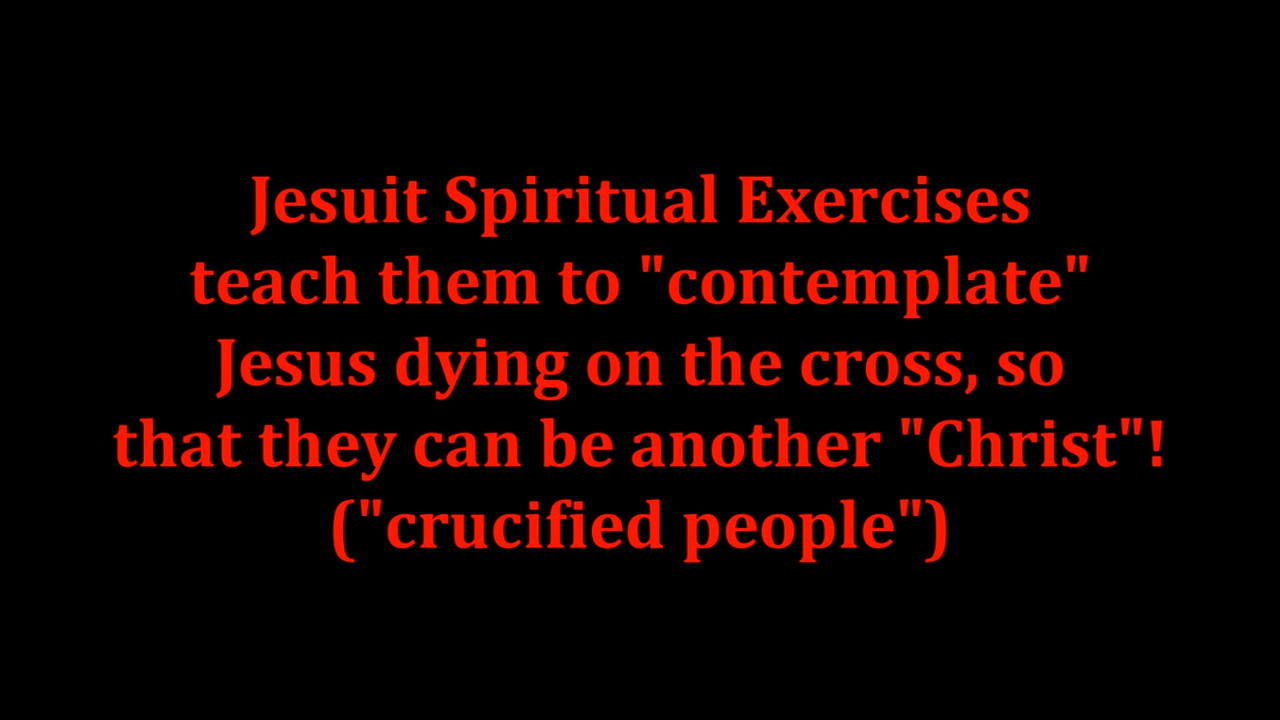 Jesuit Spiritual Exercises
teach them to "contemplate"
Jesus dying on the cross, so
that they can be another "Christ"!
("crucified people")